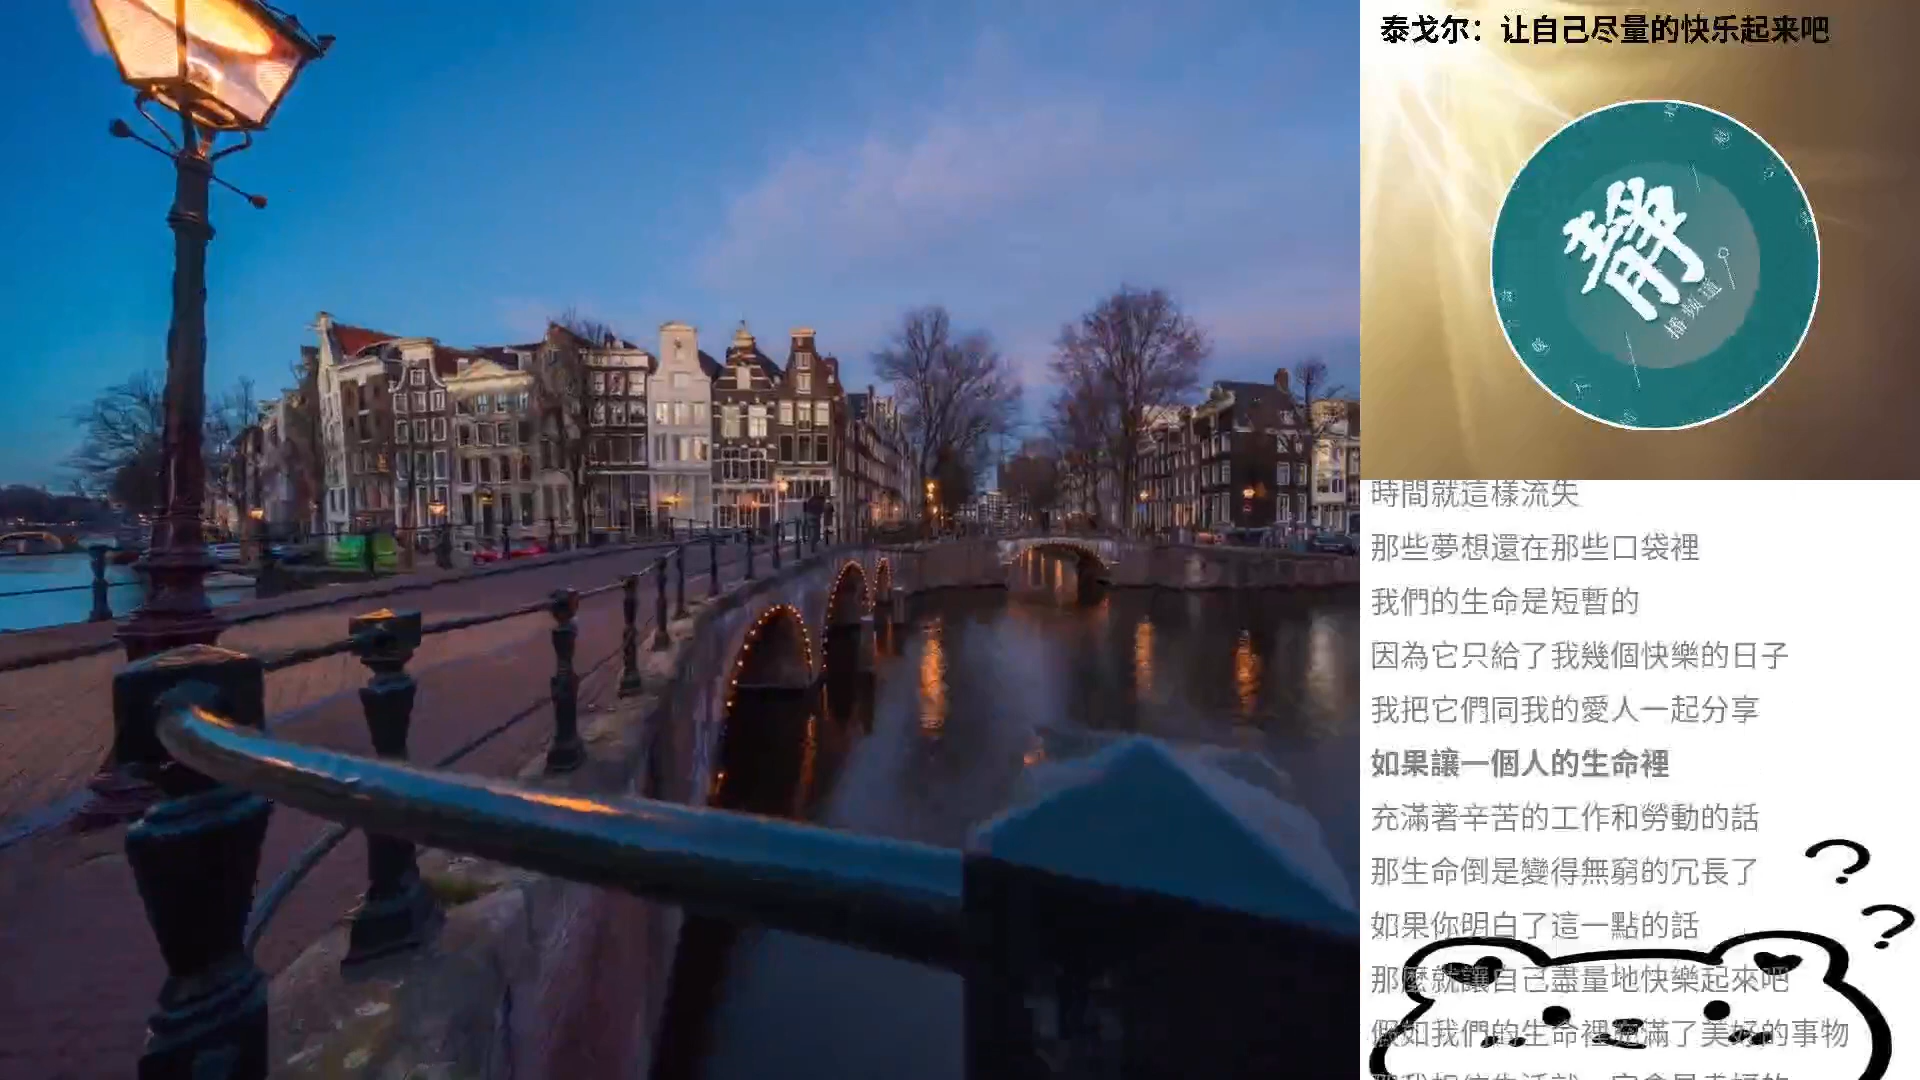 泰戈尔：让自己尽量的快乐起来吧
靜
播頻道
時間就這樣流失
那些夢想還在那些口袋裡
我們的生命是短暫的
因為它只給了我幾個快樂的日子
我把它們同我的愛人一起分享
如果讓一個人的生命裡
充滿著辛苦的工作和勞動的話
那生命倒是變得無窮的冗長了
如果你明白了這一點的話
那麼就讓自己盡量地快樂起來吧
假如我們的生命裡充滿了美好的事物